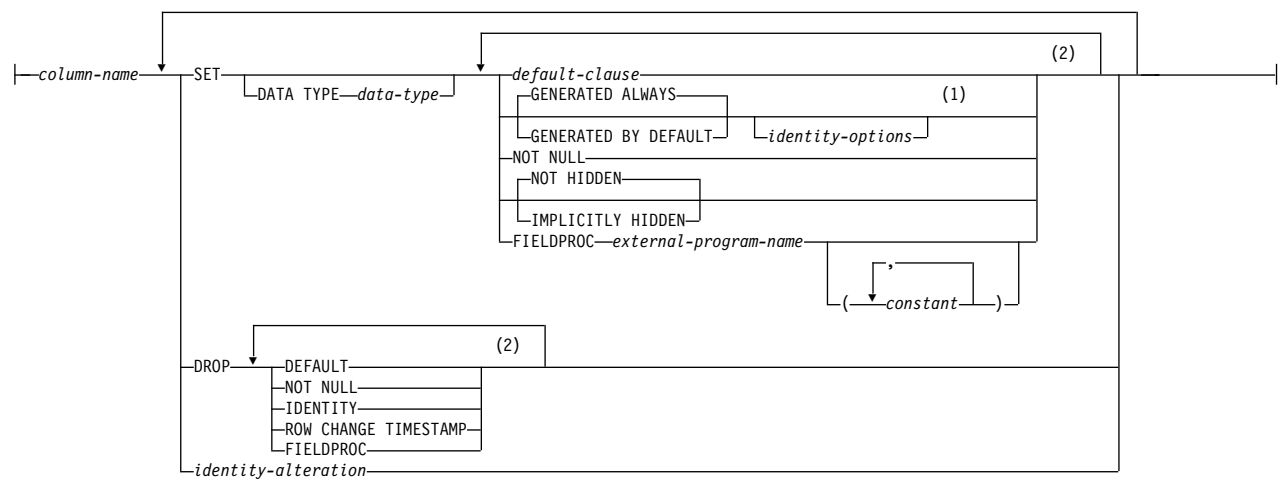 (2)
column-name SET default-clause
DATA TYPE data-type GENERATED ALWAYS (1)
GENERATED BY DEFAULT identity-options
NOT NULL
NOT HIDDEN
IMPLICITLY HIDDEN
FIELDPROC external-program-name
,
( constant )
(2)
DROP DEFAULT
NOT NULL
IDENTITY
ROW CHANGE TIMESTAMP
FIELDPROC
identity-alteration